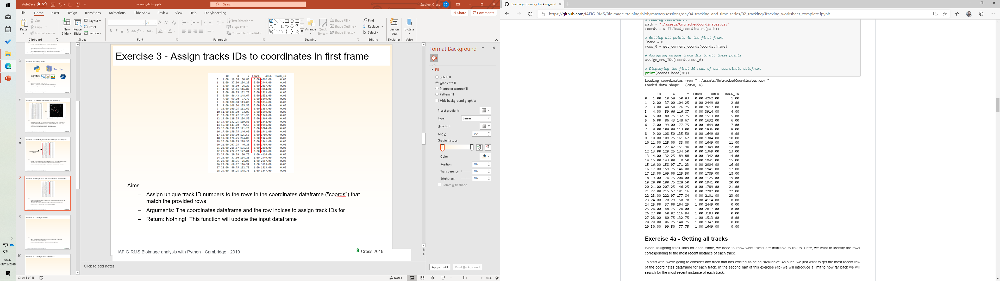 AutoSave Off
Tracking_slides.pptx
Search
Stephen Cross SC
File Home Insert Design Transitions Animations Slide Show Review View Help Storyboarding
Share Comments
Paste
Cut
Copy
Format Painter
Clipboard
New Slide
Reuse Slides
Layout
Reset
Section
Slides
24
Font
Paragraph
Text Direction
Align Text
Convert to SmartArt
Arrange
Quick Styles
Shape Fill
Shape Outline
Shape Effects
Drawing
Find
Replace
Select
Editing
Design Ideas
Designer
Dictate
Voice
5
Exercise 0 - Getting started
NumPy
pandas
6
Exercise 1 - Loading coordinates and visualising
7
Exercise 2 - Extracting coordinates for a specific timepoint
8
Exercise 3 - Assign tracks IDs to coordinates in first frame
9
Exercise 4a - Getting all tracks
10
Exercise 4b - Getting all RECENT tracks
08:47
08/12/2019
Exercise 3 - Assign tracks IDs to coordinates in first frame
ID X Y FRAME AREA TRACK_ID
0 1.00 19.58 50.83 0.00 4262.00 0.00
1 2.00 37.00 104.25 0.00 2449.00 0.00
2 3.00 48.50 26.25 0.00 2617.00 0.00
3 4.00 59.66 116.87 0.00 3914.00 0.00
4 5.00 80.75 132.75 0.00 1513.00 0.00
5 6.00 86.43 148.67 0.00 1632.00 0.00
6 7.00 99.00 77.75 0.00 1649.00 0.00
7 8.00 108.88 113.00 0.00 1836.00 0.00
8 9.00 108.50 135.50 0.00 1649.00 0.00
9 10.00 109.25 161.62 0.00 1384.00 0.00
10 11.00 125.00 83.00 0.00 1649.00 0.00
11 12.00 127.42 151.96 0.00 1349.00 0.00
12 13.00 129.25 134.50 0.00 1369.00 0.00
13 14.00 132.25 189.88 0.00 1342.00 0.00
14 15.00 143.00 9.50 0.00 1941.00 0.00
15 16.00 158.97 171.23 0.00 2004.00 0.00
16 17.00 159.75 146.00 0.00 1941.00 0.00
17 18.00 169.00 125.50 0.00 1789.00 0.00
18 19.00 176.75 204.00 0.00 1125.00 0.00
19 20.00 180.75 228.50 0.00 1941.00 0.00
20 21.00 207.25 46.25 0.00 1789.00 0.00
21 22.00 215.57 191.16 0.00 2292.00 0.00
22 23.00 222.97 177.84 0.00 2101.00 0.00
23 24.00 20.29 50.70 1.00 4114.00 0.00
24 25.00 37.00 104.25 1.00 2449.00 0.00
25 26.00 48.75 26.00 1.00 2617.00 0.00
26 27.00 60.92 116.94 1.00 3193.00 0.00
27 28.00 80.75 132.75 1.00 1513.00 0.00
28 29.00 86.25 148.75 1.00 1347.00 0.00
Aims
– Assign unique track ID numbers to the rows in the coordinates dataframe ("coords") that
match the provided rows
– Arguments: The coordinates dataframe and the row indices to assign track IDs for
– Return: Nothing! This function will update the input dataframe
IAFIG-RMS Bioimage analysis with Python - Cambridge - 2019
8 Cross 2019
Click to add notes
Slide 8 of 15
Notes
80%
Format Background
Fill
Solid fill
Gradient fill
Picture or texture fill
Pattern fill
Hide background graphics
Preset gradients
Type Linear
Direction
Angle 90°
Gradient stops
Color
Position 0%
Transparency 0%
Brightness 0%
Rotate with shape
Apply to All Reset Background
Bioimage-training/Tracking_wor
https://github.com/IAFIG-RMS/Bioimage-training/blob/master/sessions/day04-tracking-and-time-series/02_tracking/Tracking_worksheet_complete.ipynb
# Loading coordinates
path = "./assets/UntrackedCoordinates.csv"
coords = util.load_coordinates(path);
# Getting all points in the first frame
frame = 0
rows_0 = get_current_coords(coords,frame)
# Assigning unique track IDs to all these points
assign_new_IDs(coords,rows_0)
# Displaying the first 30 rows of our coordinate dataframe
print(coords.head(30))
Loading coordinates from " ./assets/UntrackedCoordinates.csv "
Loaded data shape: (2058, 6)
ID X Y FRAME AREA TRACK_ID
0 1.00 19.58 50.83 0.00 4262.00 1.00
1 2.00 37.00 104.25 0.00 2449.00 2.00
2 3.00 48.50 26.25 0.00 2617.00 3.00
3 4.00 59.66 116.87 0.00 3914.00 4.00
4 5.00 80.75 132.75 0.00 1513.00 5.00
5 6.00 86.43 148.67 0.00 1632.00 6.00
6 7.00 99.00 77.75 0.00 1649.00 7.00
7 8.00 108.88 113.00 0.00 1836.00 8.00
8 9.00 108.50 135.50 0.00 1649.00 9.00
9 10.00 109.25 161.62 0.00 1384.00 10.00
10 11.00 125.00 83.00 0.00 1649.00 11.00
11 12.00 127.42 151.96 0.00 1349.00 12.00
12 13.00 129.25 134.50 0.00 1369.00 13.00
13 14.00 132.25 189.88 0.00 1342.00 14.00
14 15.00 143.00 9.50 0.00 1941.00 15.00
15 16.00 158.97 171.23 0.00 2004.00 16.00
16 17.00 159.75 146.00 0.00 1941.00 17.00
17 18.00 169.00 125.50 0.00 1789.00 18.00
18 19.00 176.75 204.00 0.00 1125.00 19.00
19 20.00 180.75 228.50 0.00 1941.00 20.00
20 21.00 207.25 46.25 0.00 1789.00 21.00
21 22.00 215.57 191.16 0.00 2292.00 22.00
22 23.00 222.97 177.84 0.00 2101.00 23.00
23 24.00 20.29 50.70 1.00 4114.00 0.00
24 25.00 37.00 104.25 1.00 2449.00 0.00
25 26.00 48.75 26.00 1.00 2617.00 0.00
26 27.00 60.92 116.94 1.00 3193.00 0.00
27 28.00 80.75 132.75 1.00 1513.00 0.00
28 29.00 86.25 148.75 1.00 1347.00 0.00
29 30.00 99.50 77.75 1.00 1649.00 0.00
Exercise 4a - Getting all tracks
When assigning track links for each frame, we need to know what tracks are available to link to. Here, we want to identify the rows
corresponding to the most recent instance of each track.
To start with, we're going to consider any track that has existed as being "available". As such, we just want to get the most recent row
of the coordinates dataframe for each track. In the second half of this exercise (4b) we will introduce a limit to how far back we will
search for the most recent instance of each track.